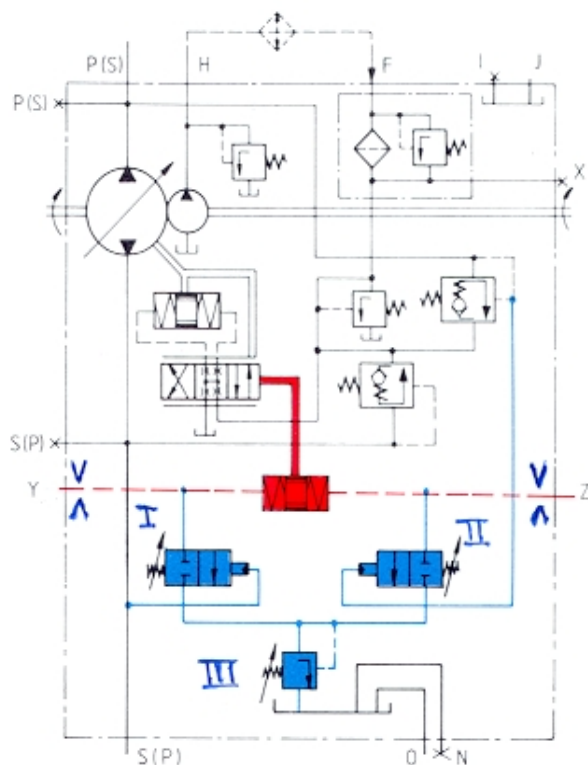 P(S) H F I J
P(S)
X
S(P)
Y Z
I II
III
S(P) O N